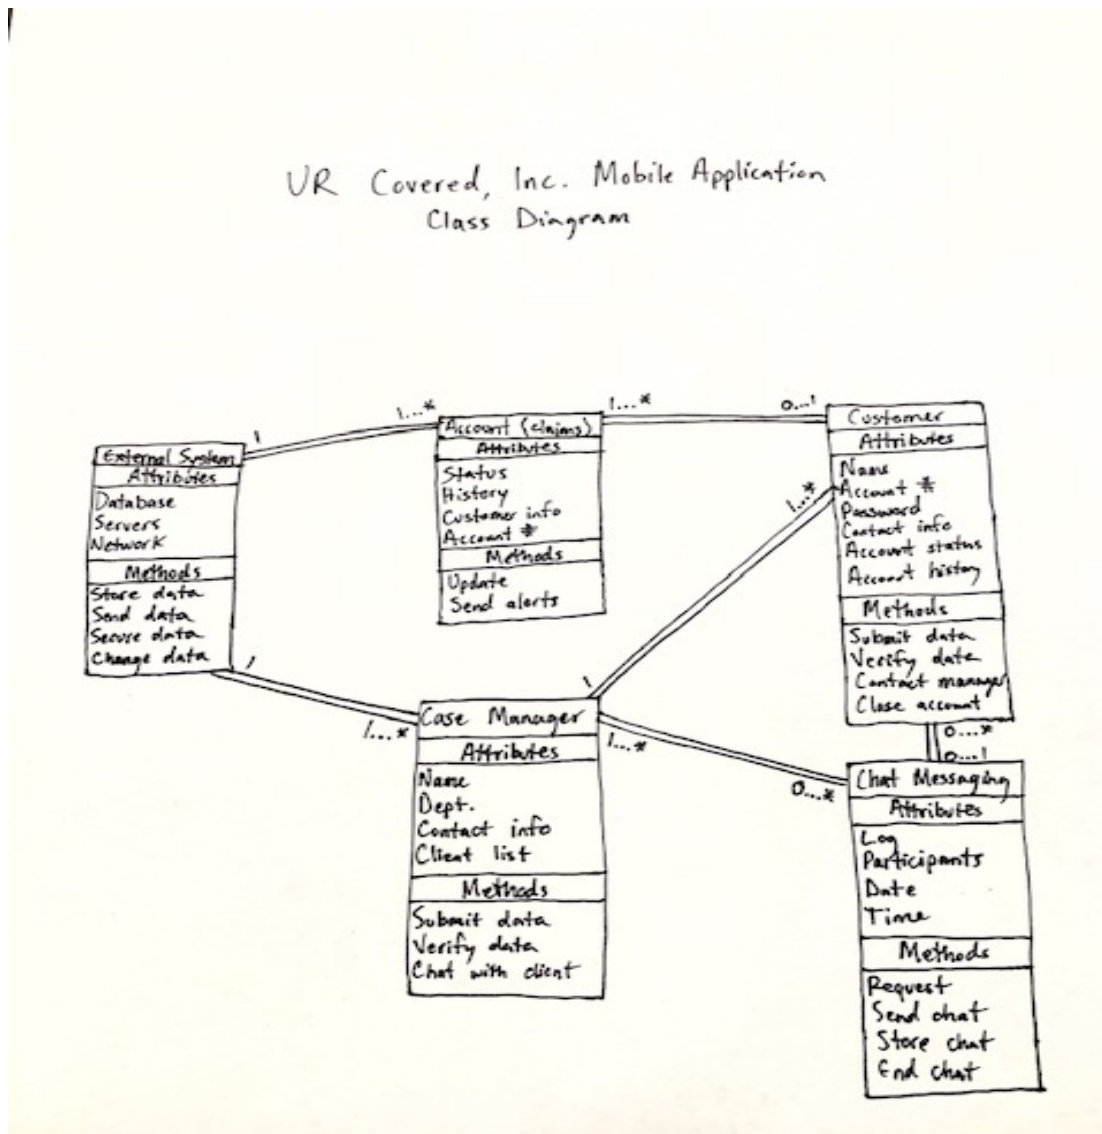 UR Covered, Inc. Mobile Application
Class Diagram
1
1...*
1...*
0...1
External System
Attributes
Database
Servers
Network
Methods
Store data
Send data
Secure data
Change data
Account (claims)
Attributes
Status
History
Customer info
Account #
Methods
Update
Send alerts
Customer
Attributes
Name
Account #
Password
Contact info
Account status
Account history
Methods
Submit data
Verify data
Contact manager
Close account
1...*
1
1
1...*
1...*
0...*
0...*
0...1
Case Manager
Attributes
Name
Dept.
Contact info
Client list
Methods
Submit data
Verify data
Chat with client
Chat Messaging
Attributes
Log
Participants
Date
Time
Methods
Request
Send chat
Store chat
End chat